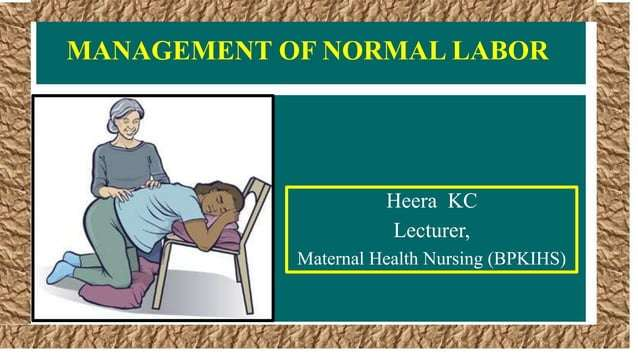 MANAGEMENT OF NORMAL LABOR
Heera KC
Lecturer,
Maternal Health Nursing (BPKIHS)